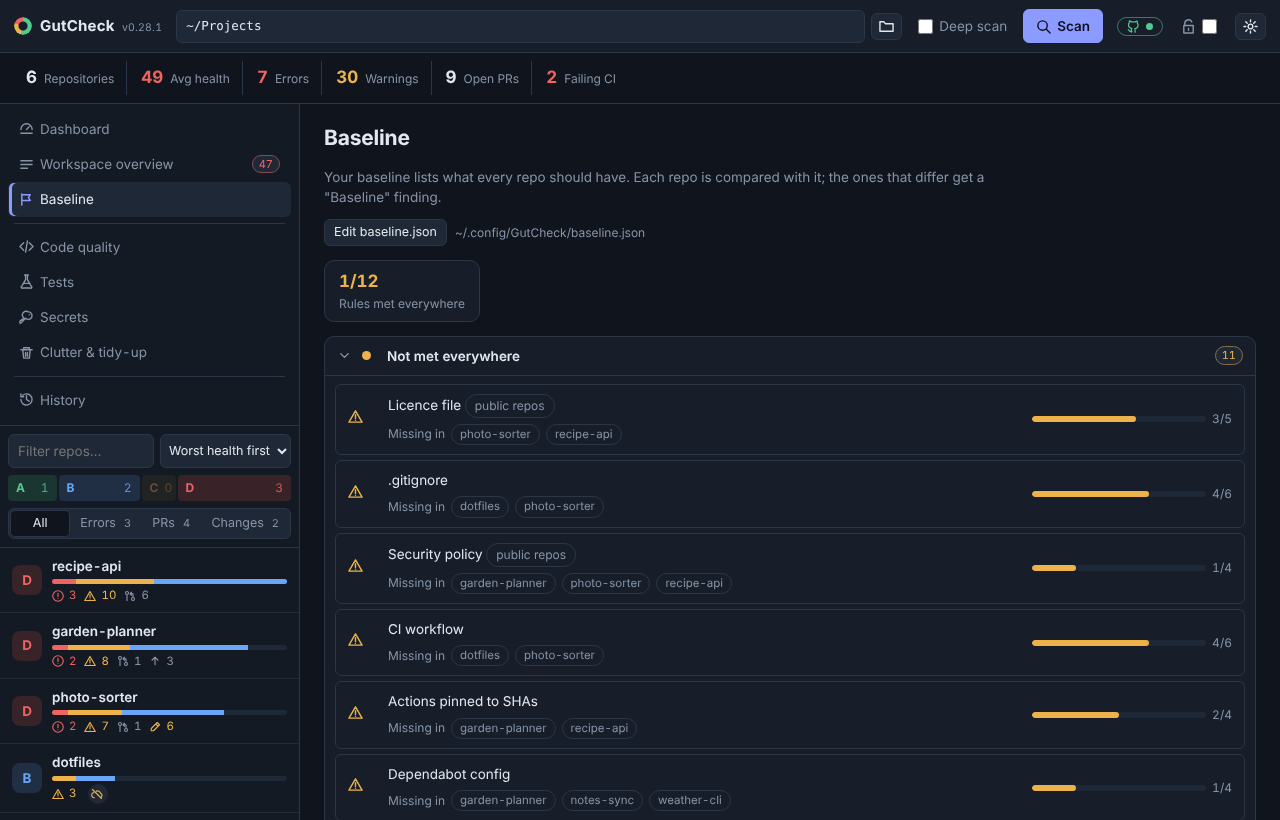 GutCheck v0.28.1
~/Projects
Deep scan
Scan
6 Repositories
49 Avg health
7 Errors
30 Warnings
9 Open PRs
2 Failing CI
Dashboard
Workspace overview 47
Baseline
Code quality
Tests
Secrets
Clutter & tidy-up
History
Filter repos...
Worst health first
A 1
B 2
C 0
D 3
All
Errors 3
PRs 4
Changes 2
D recipe-api
3 10 6
D garden-planner
2 8 1 3
D photo-sorter
2 7 1 6
B dotfiles
3
Baseline
Your baseline lists what every repo should have. Each repo is compared with it; the ones that differ get a
"Baseline" finding.
Edit baseline.json ~/.config/GutCheck/baseline.json
1/12
Rules met everywhere
Not met everywhere 11
Licence file public repos
Missing in photo-sorter recipe-api
3/5
.gitignore
Missing in dotfiles photo-sorter
4/6
Security policy public repos
Missing in garden-planner photo-sorter recipe-api
1/4
CI workflow
Missing in dotfiles photo-sorter
4/6
Actions pinned to SHAs
Missing in garden-planner recipe-api
2/4
Dependabot config
Missing in garden-planner notes-sync weather-cli
1/4